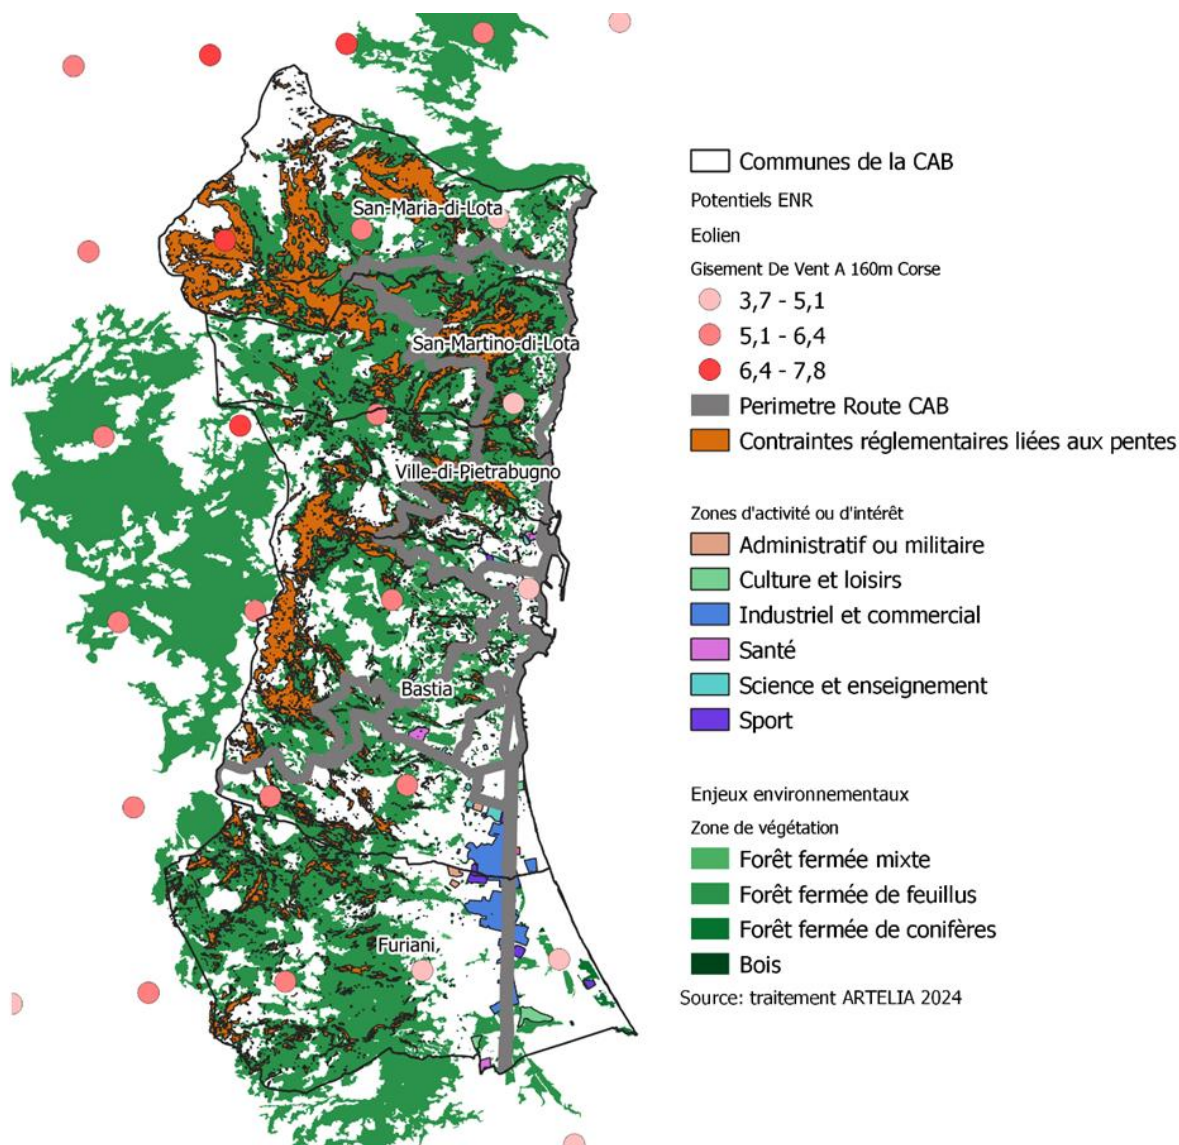 San-Maria-di-Lota
San-Martino-di-Lota
Ville-di-Pietrabugno
Bastia
Furiani
Communes de la CAB
Potentiels ENR
Eolien
Gisement De Vent A 160m Corse
3,7 - 5,1
5,1 - 6,4
6,4 - 7,8
Perimetre Route CAB
Contraintes réglementaires liées aux pentes
Zones d'activité ou d'intérêt
Administratif ou militaire
Culture et loisirs
Industriel et commercial
Santé
Science et enseignement
Sport
Enjeux environnementaux
Zone de végétation
Forêt fermée mixte
Forêt fermée de feuillus
Forêt fermée de conifères
Bois
Source: traitement ARTELIA 2024